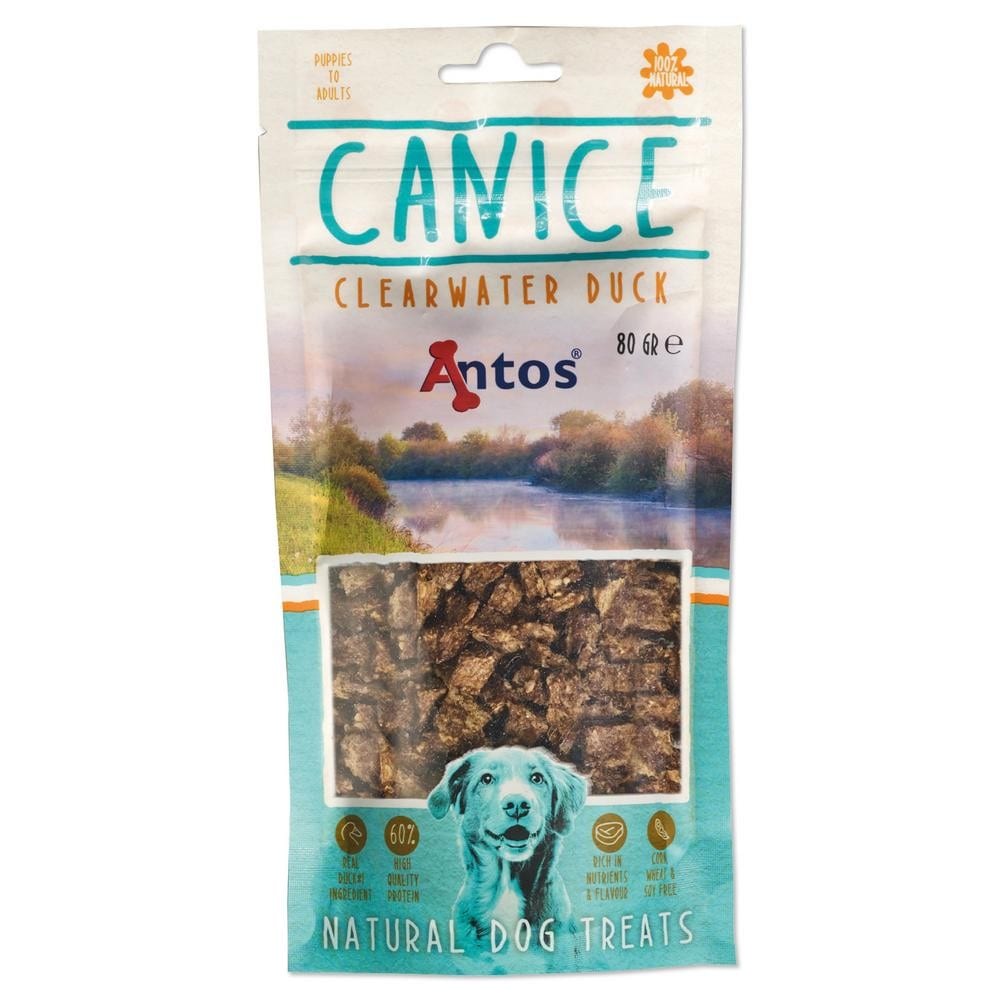 PUPPIES
TO
ADULTS
100%
NATURAL
CANICE
CLEARWATER DUCK
80 GR ℮
Antos®
REAL
DUCK #1
INGREDIENT
60%
HIGH
QUALITY
PROTEIN
RICH IN
NUTRIENTS
& FLAVOUR
CORN
WHEAT &
SOY FREE
NATURAL DOG TREATS